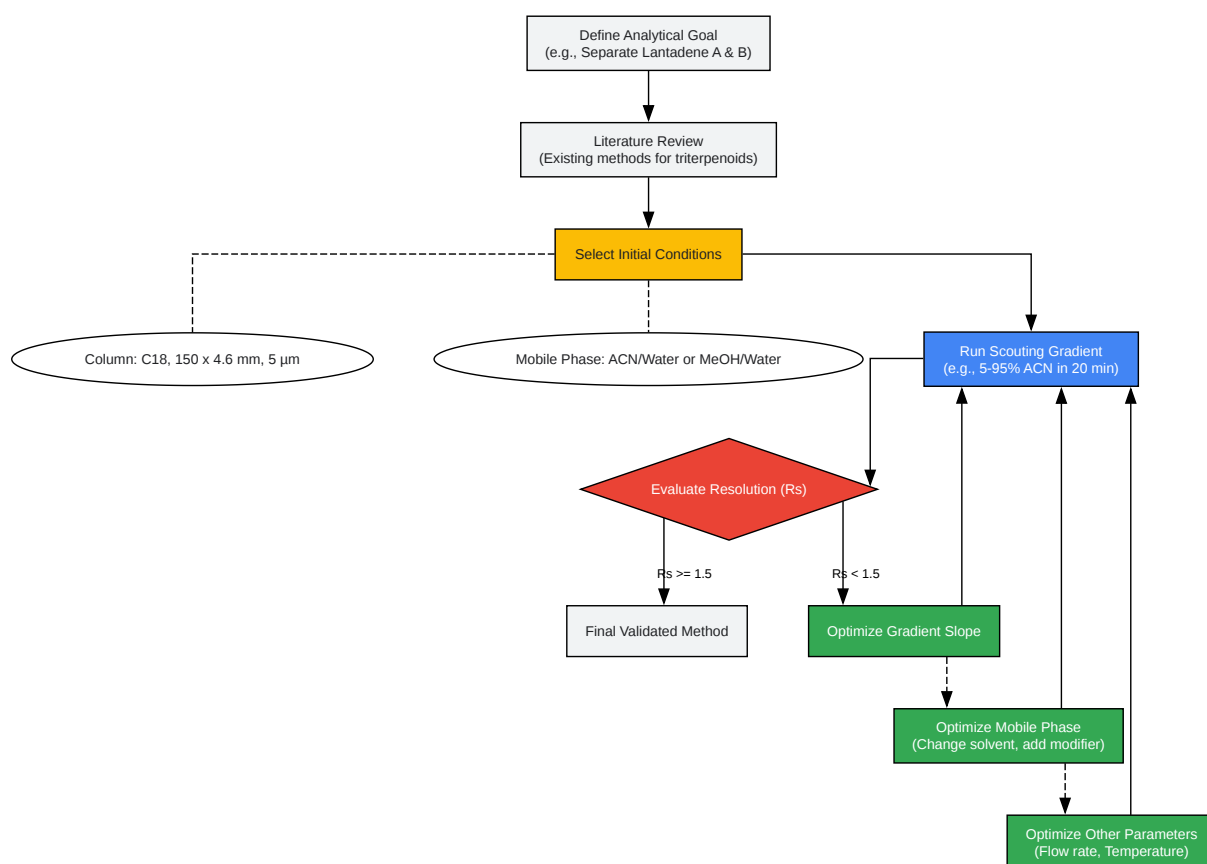 Define Analytical Goal
(e.g., Separate Lantadene A & B)
Literature Review
(Existing methods for triterpenoids)
Select Initial Conditions
Column: C18, 150 x 4.6 mm, 5 µm
Mobile Phase: ACN/Water or MeOH/Water
Run Scouting Gradient
(e.g., 5-95% ACN in 20 min)
Evaluate Resolution (Rs)
Rs >= 1.5
Rs < 1.5
Final Validated Method
Optimize Gradient Slope
Optimize Mobile Phase
(Change solvent, add modifier)
Optimize Other Parameters
(Flow rate, Temperature)